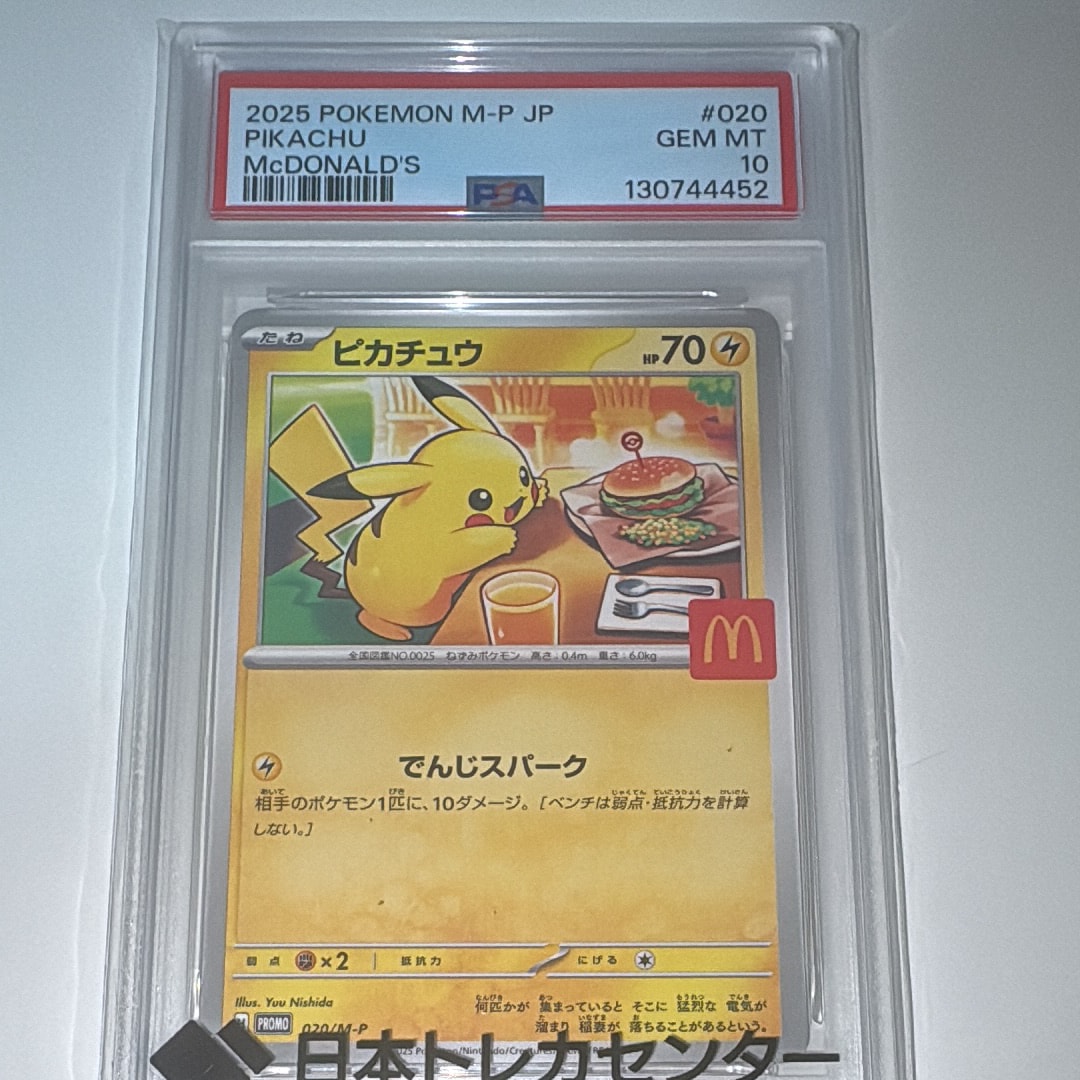 2025 POKEMON M-P JP #020
PIKACHU GEM MT
McDONALD'S 10
PSA 130744452
たね ピカチュウ HP70
全国図鑑NO.0025 ねずみポケモン 高さ:0.4m 重さ:6.0kg
でんじスパーク
相手のポケモン1匹に、10ダメージ。[ベンチは弱点・抵抗力を計算
しない。]
弱点 ×2 抵抗力 にげる
Illus. Yuu Nishida
何匹かが 集まっていると そこに 猛烈な 電気が
溜まり 稲妻が 落ちることがあるという。
PROMO 020/M-P
日本トレカセンター